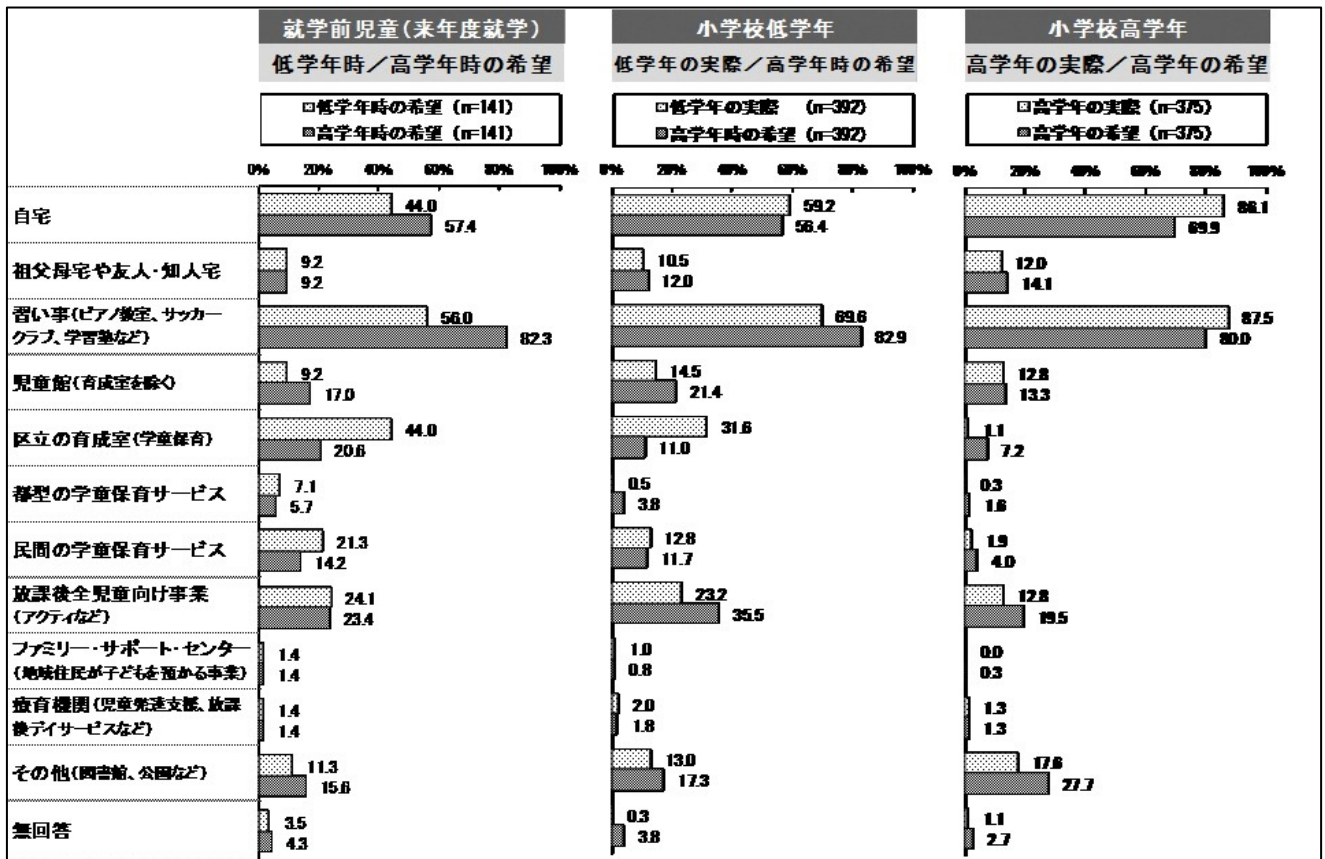 就学前児童(来年度就学)
低学年時/高学年時の希望
低学年時の希望 (n=141)
高学年時の希望 (n=141)
0% 20% 40% 60% 80% 100%
小学校低学年
低学年の実際/高学年時の希望
低学年の実際 (n=392)
高学年時の希望 (n=392)
0% 20% 40% 60% 80% 100%
小学校高学年
高学年の実際/高学年の希望
高学年の実際 (n=375)
高学年の希望 (n=375)
0% 20% 40% 60% 80% 100%
自宅
44.0 59.2 86.1
57.4 56.4 69.9
祖父母宅や友人・知人宅
9.2 10.5 12.0
9.2 12.0 14.1
習い事(ピアノ教室、サッカー
クラブ、学習塾など)
56.0 69.6 87.5
82.3 82.9 80.0
児童館(育成室を除く)
9.2 14.5 12.8
17.0 21.4 13.3
区立の育成室(学童保育)
44.0 31.6 1.1
20.6 11.0 7.2
都型の学童保育サービス
7.1 0.5 0.3
5.7 3.8 1.6
民間の学童保育サービス
21.3 12.8 1.9
14.2 11.7 4.0
放課後全児童向け事業
(アクティなど)
24.1 23.2 12.8
23.4 35.5 19.5
ファミリー・サポート・センター
(地域住民が子どもを預かる事業)
1.4 1.0 0.0
1.4 0.8 0.3
療育機関(児童発達支援、放課
後デイサービスなど)
1.4 2.0 1.3
1.4 1.8 1.3
その他(図書館、公園など)
11.3 13.0 17.6
15.6 17.3 27.7
無回答
3.5 0.3 1.1
4.3 3.8 2.7